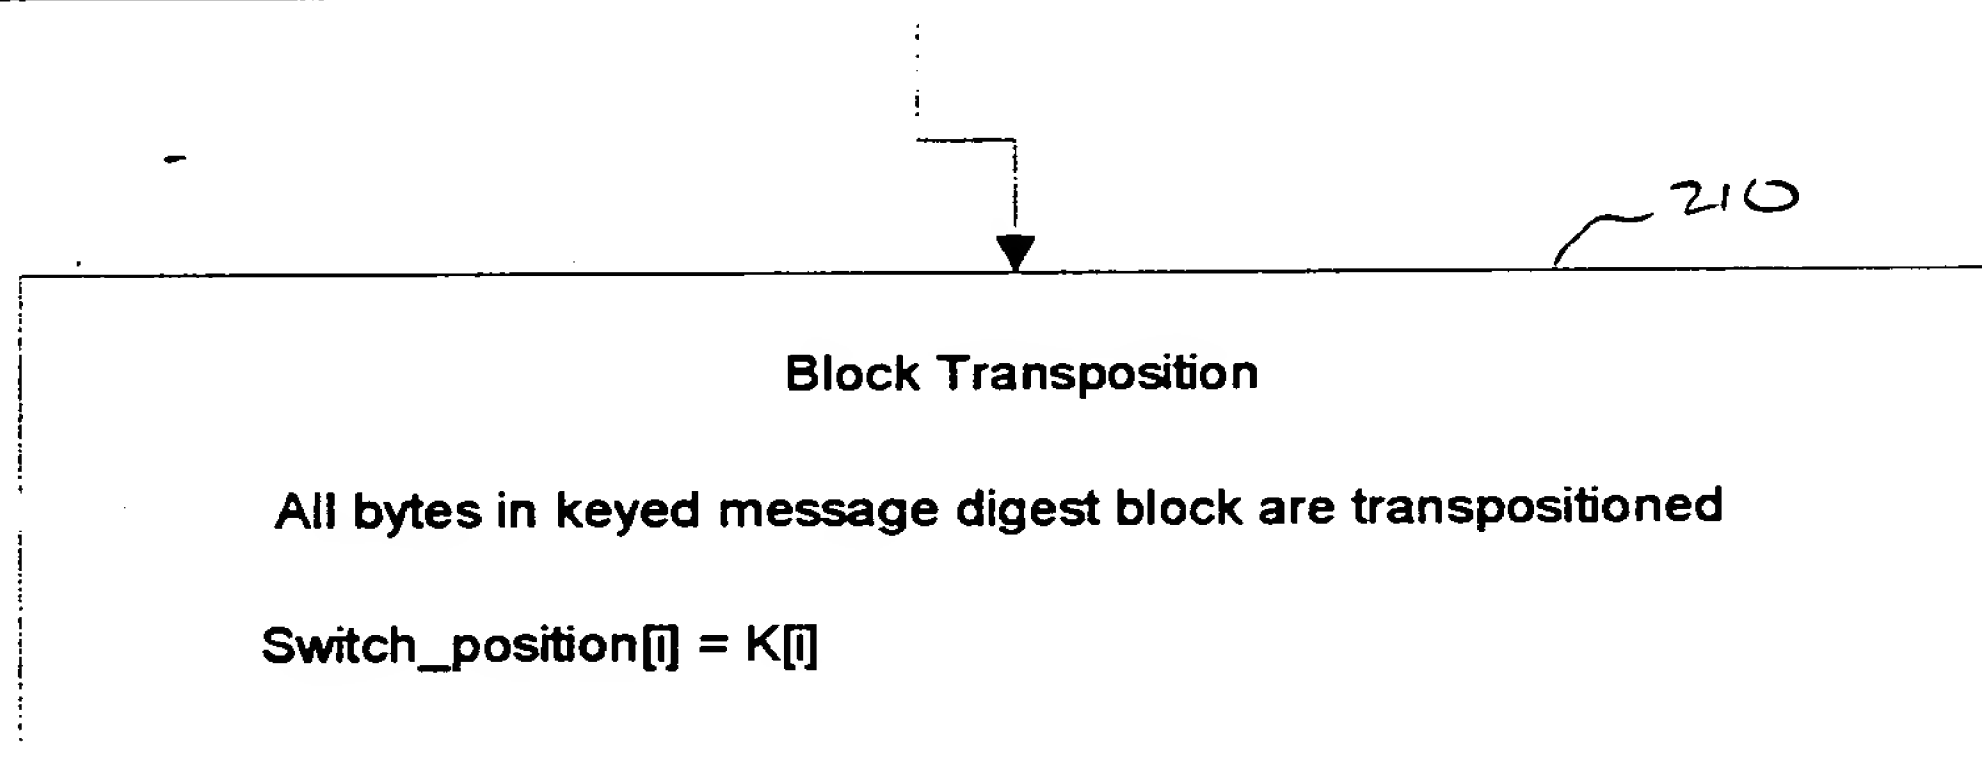 210
Block Transposition
All bytes in keyed message digest block are transpositioned
Switch_position[i] = K[i]